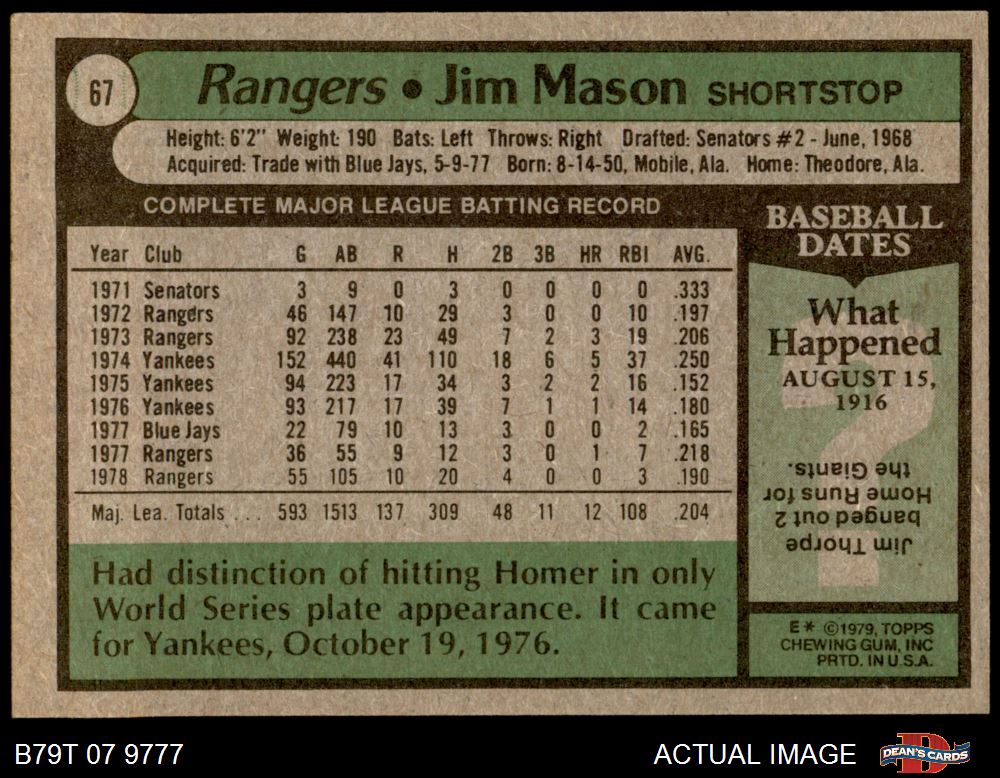 67
Rangers • Jim Mason SHORTSTOP
Height: 6'2" Weight: 190 Bats: Left Throws: Right Drafted: Senators #2 - June, 1968
Acquired: Trade with Blue Jays, 5-9-77 Born: 8-14-50, Mobile, Ala. Home: Theodore, Ala.
COMPLETE MAJOR LEAGUE BATTING RECORD
Year Club G AB R H 2B 3B HR RBI AVG.
1971 Senators 3 9 0 3 0 0 0 0 .333
1972 Rangers 46 147 10 29 3 0 0 10 .197
1973 Rangers 92 238 23 49 7 2 3 19 .206
1974 Yankees 152 440 41 110 18 6 5 37 .250
1975 Yankees 94 223 17 34 3 2 2 16 .152
1976 Yankees 93 217 17 39 7 1 1 14 .180
1977 Blue Jays 22 79 10 13 3 0 0 2 .165
1977 Rangers 36 55 9 12 3 0 1 7 .218
1978 Rangers 55 105 10 20 4 0 0 3 .190
Maj. Lea. Totals ... 593 1513 137 309 48 11 12 108 .204
Had distinction of hitting Homer in only
World Series plate appearance. It came
for Yankees, October 19, 1976.
BASEBALL
DATES
What
Happened
AUGUST 15,
1916
?
Jim Thorpe
banged out 2
Home Runs for
the Giants.
E* ©1979, TOPPS
CHEWING GUM, INC
PRTD. IN U.S.A.
B79T 07 9777
ACTUAL IMAGE
D
DEAN'S CARDS